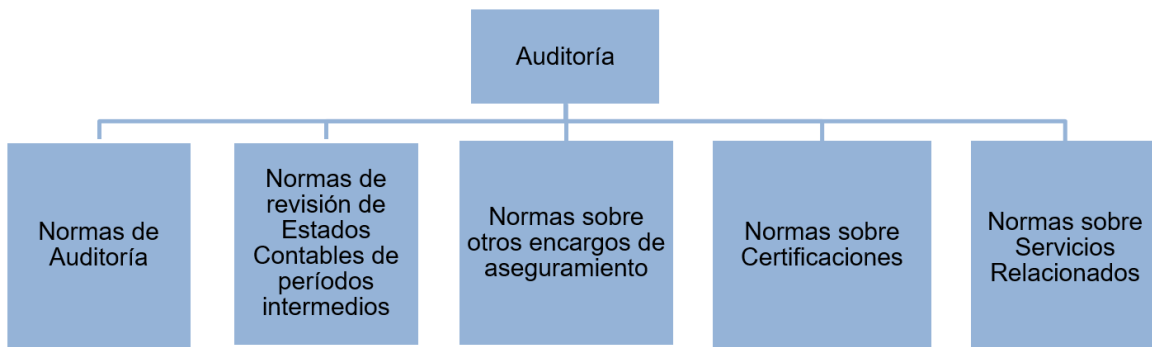 Auditoría
Normas de
Auditoría
Normas de
revisión de
Estados
Contables de
períodos
intermedios
Normas sobre
otros encargos de
aseguramiento
Normas sobre
Certificaciones
Normas sobre
Servicios
Relacionados